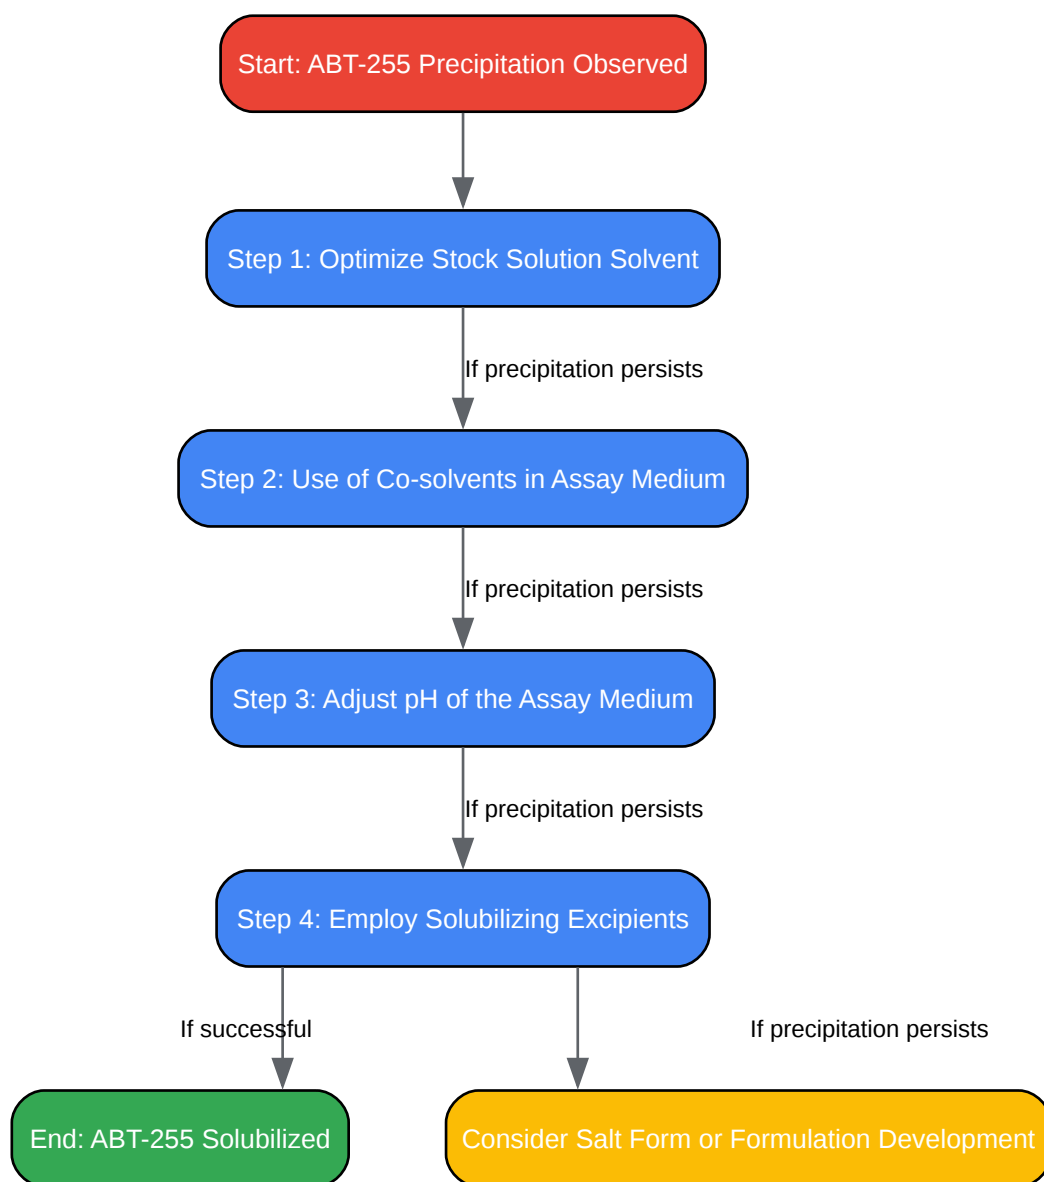 Start: ABT-255 Precipitation Observed
Step 1: Optimize Stock Solution Solvent
If precipitation persists
Step 2: Use of Co-solvents in Assay Medium
If precipitation persists
Step 3: Adjust pH of the Assay Medium
If precipitation persists
Step 4: Employ Solubilizing Excipients
If successful
If precipitation persists
End: ABT-255 Solubilized
Consider Salt Form or Formulation Development